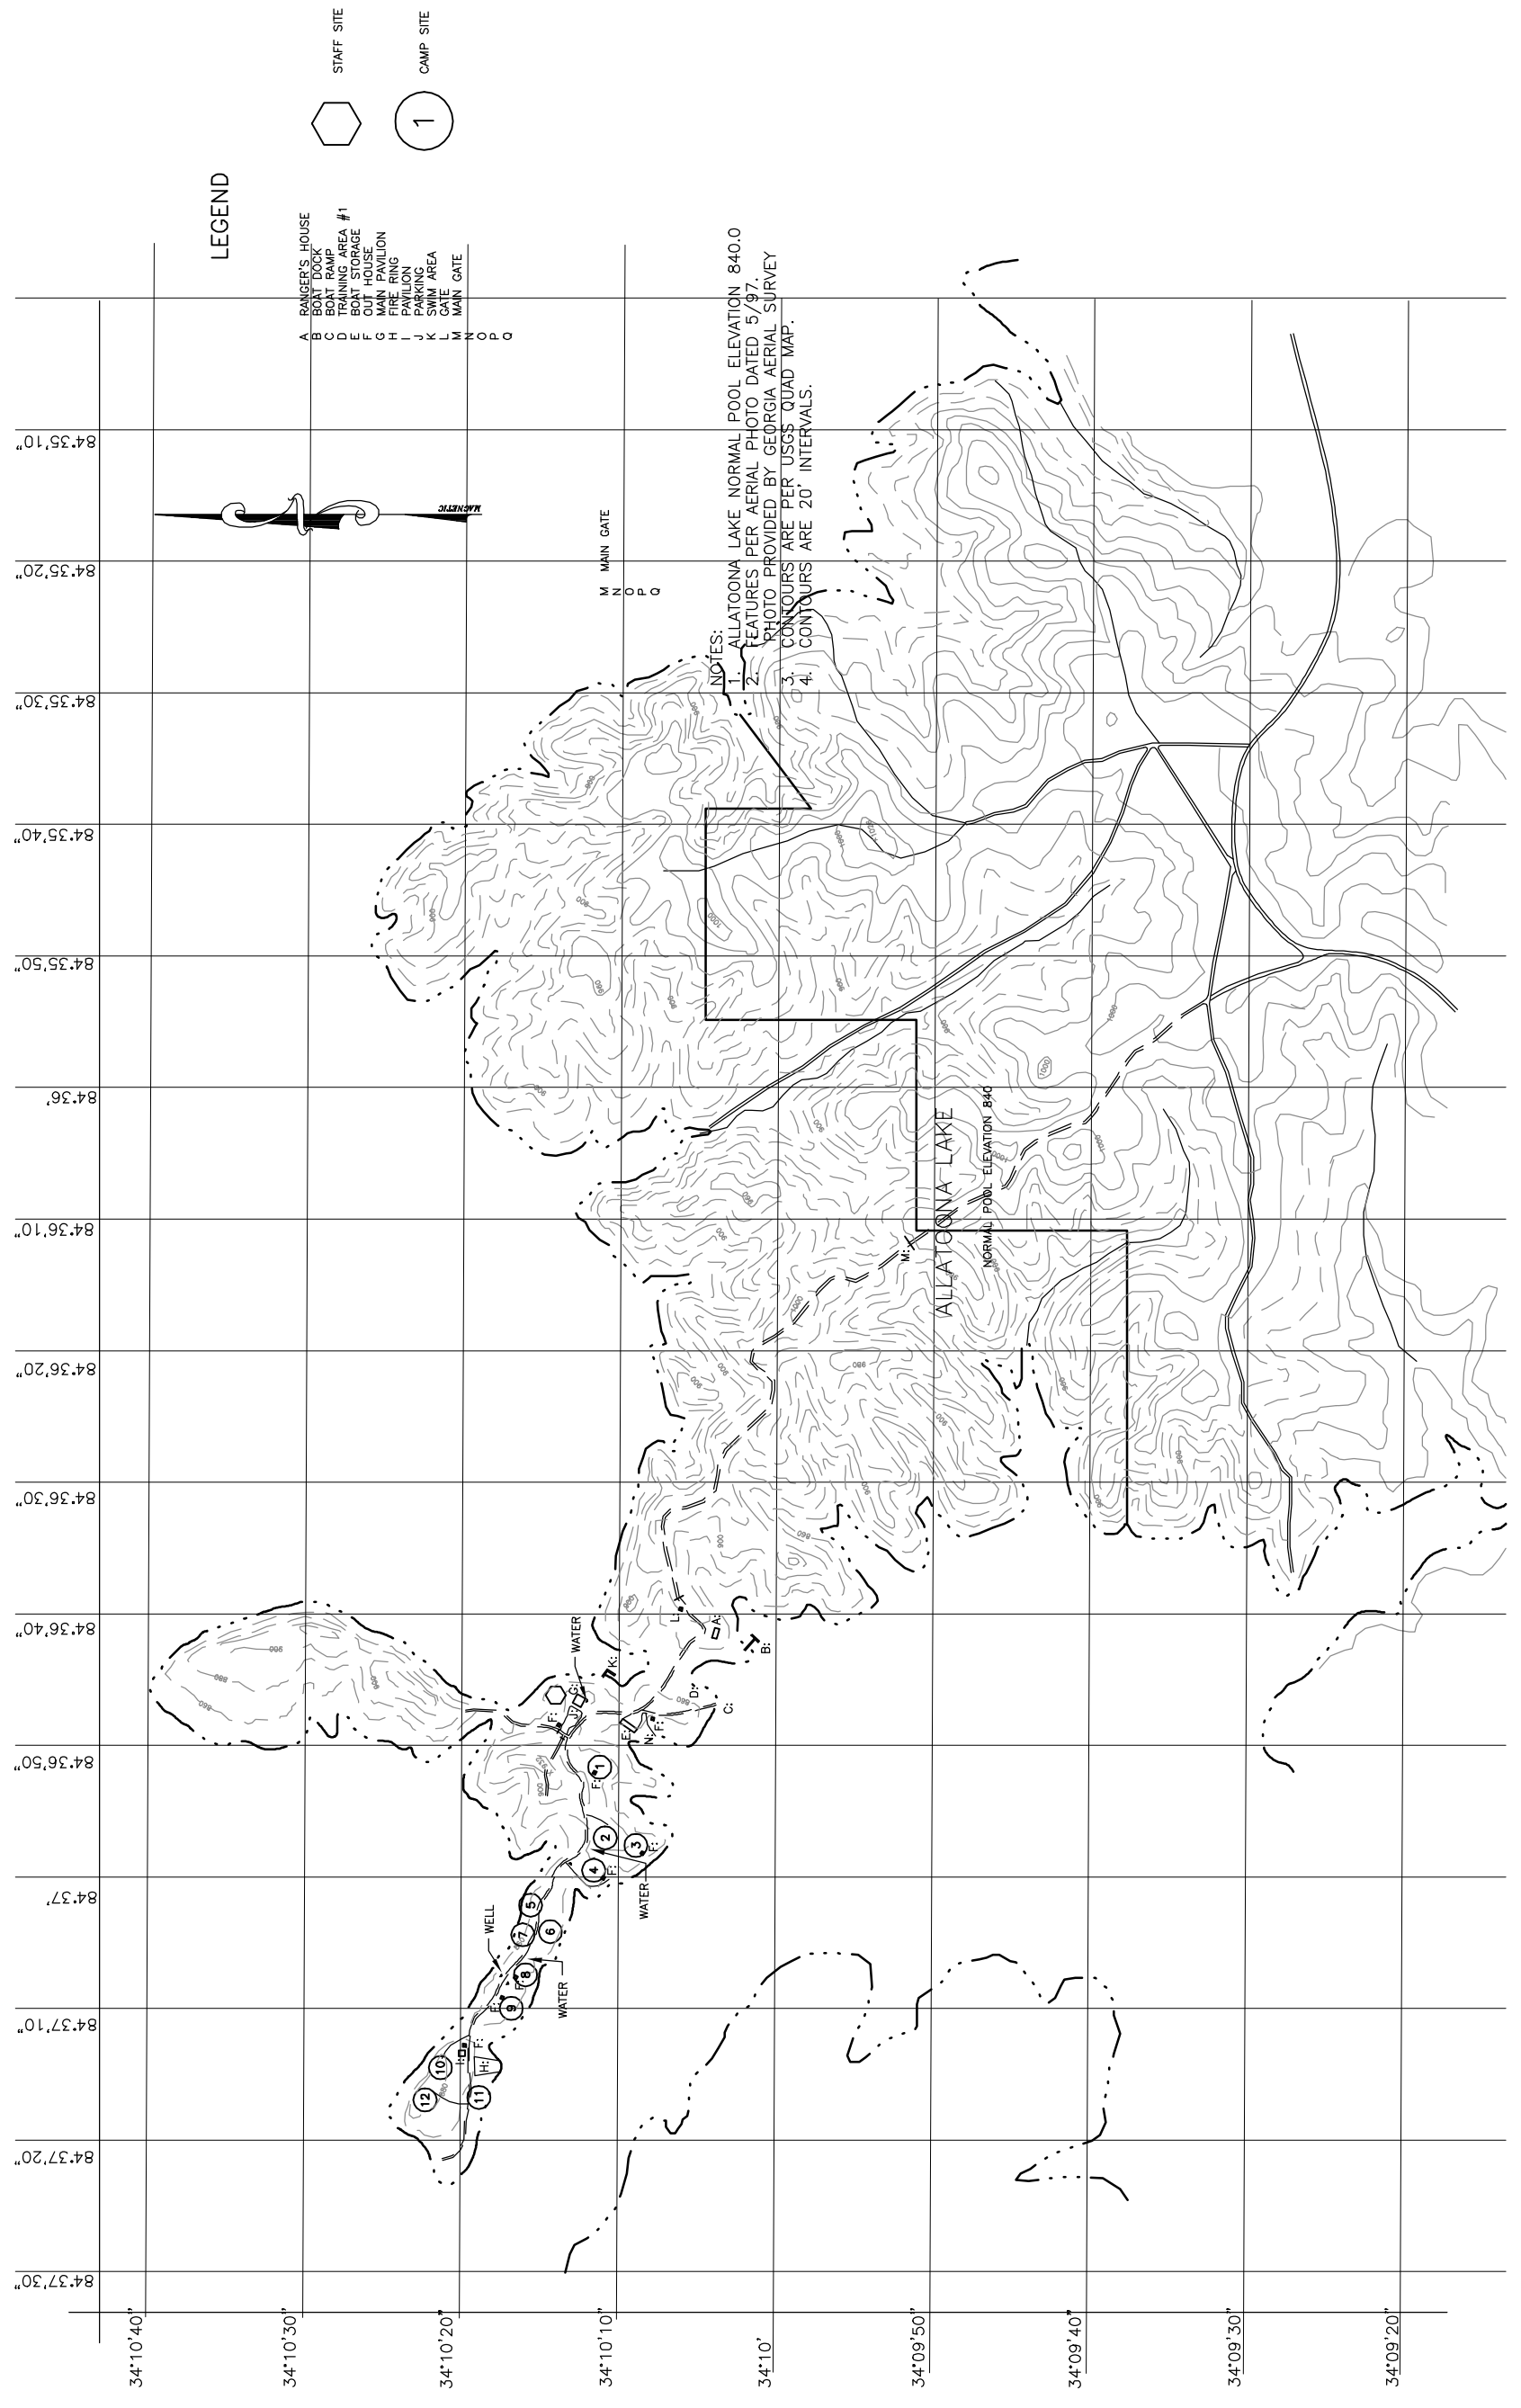 LEGEND
A RANGER'S HOUSE
B BOAT DOCK
C BOAT RAMP
D TRAINING AREA #1
E BOAT STORAGE
F OUT HOUSE
G MAIN PAVILION
H FIRE RING
I PAVILION
J PARKING
K SWIM AREA
L GATE
M MAIN GATE
N
O
P
Q
STAFF SITE
1
CAMP SITE
MAGNETIC
M MAIN GATE
N
O
P
Q
NOTES:
1. ALLATOONA LAKE NORMAL POOL ELEVATION 840.0
2. FEATURES PER AERIAL PHOTO DATED 5/97.
PHOTO PROVIDED BY GEORGIA AERIAL SURVEY
3. CONTOURS ARE PER USGS QUAD MAP.
4. CONTOURS ARE 20' INTERVALS.
84°35'10"
84°35'20"
84°35'30"
84°35'40"
84°35'50"
84°36'
84°36'10"
84°36'20"
84°36'30"
84°36'40"
84°36'50"
84°37'
84°37'10"
84°37'20"
84°37'30"
34°10'40"
34°10'30"
34°10'20"
34°10'10"
34°10'
34°09'50"
34°09'40"
34°09'30"
34°09'20"
ALLATOONA LAKE
NORMAL POOL ELEVATION 840
M:
L:
A:
B:
K:
WATER
G:
J:
F:
D:
C:
E:
N:
F:
F:
1
2
3
F:
4
F:
WATER
5
6
7
WELL
8
F:
WATER
9
F:
10
I:
F:
H:
11
12
900
1000
1020
960
980
860
880